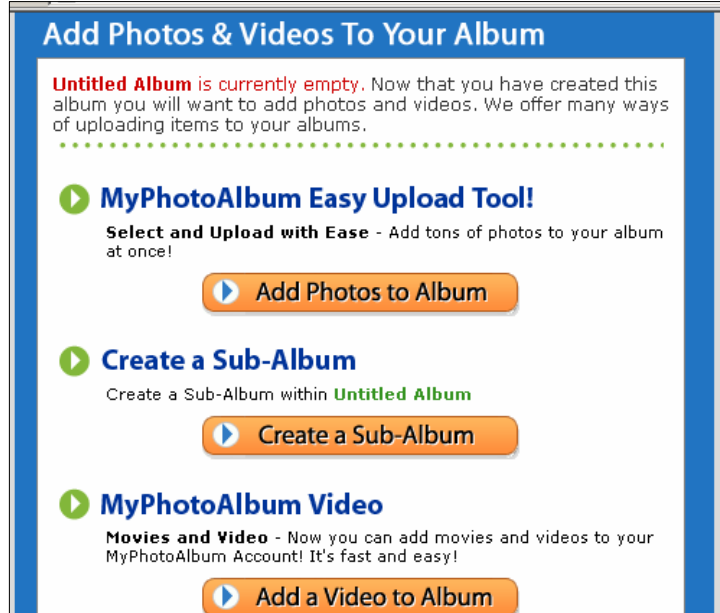 Add Photos & Videos To Your Album
Untitled Album is currently empty. Now that you have created this
album you will want to add photos and videos. We offer many ways
of uploading items to your albums.
MyPhotoAlbum Easy Upload Tool!
Select and Upload with Ease - Add tons of photos to your album
at once!
Add Photos to Album
Create a Sub-Album
Create a Sub-Album within Untitled Album
Create a Sub-Album
MyPhotoAlbum Video
Movies and Video - Now you can add movies and videos to your
MyPhotoAlbum Account! It's fast and easy!
Add a Video to Album